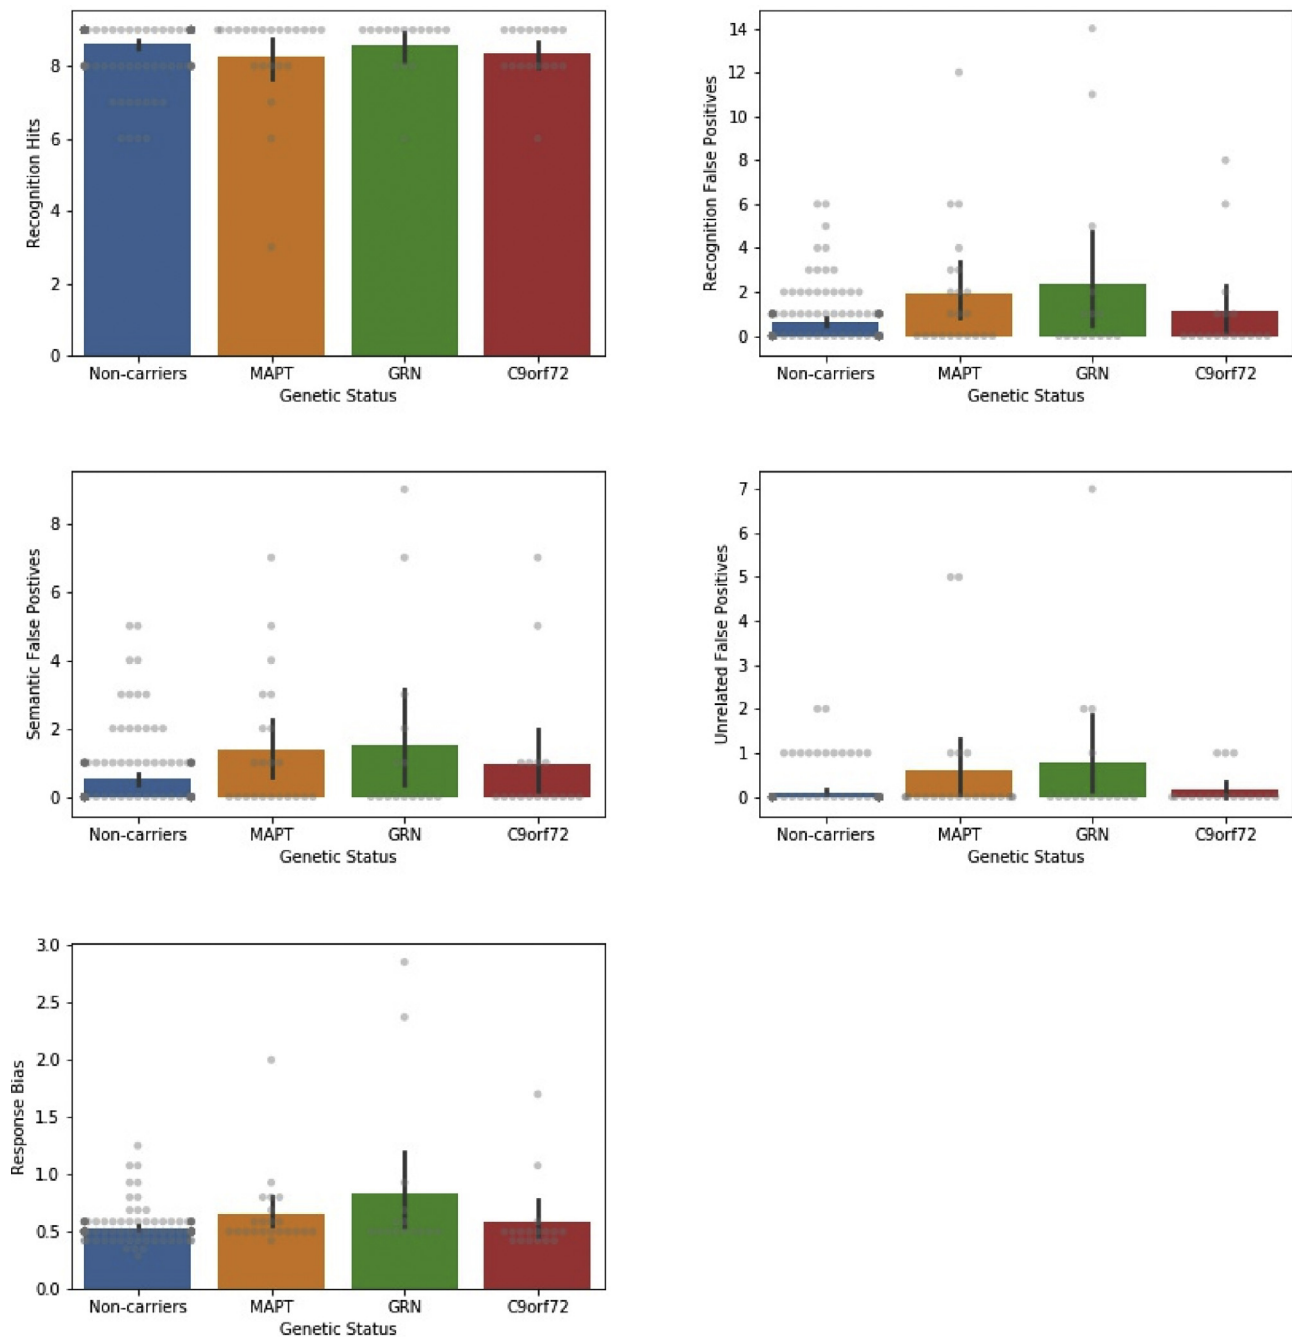 Recognition Hits
8
6
4
2
0
Non-carriers MAPT GRN C9orf72
Genetic Status
Recognition False Positives
14
12
10
8
6
4
2
0
Non-carriers MAPT GRN C9orf72
Genetic Status
Semantic False Postives
8
6
4
2
0
Non-carriers MAPT GRN C9orf72
Genetic Status
Unrelated False Positives
7
6
5
4
3
2
1
0
Non-carriers MAPT GRN C9orf72
Genetic Status
Response Bias
3.0
2.5
2.0
1.5
1.0
0.5
0.0
Non-carriers MAPT GRN C9orf72
Genetic Status